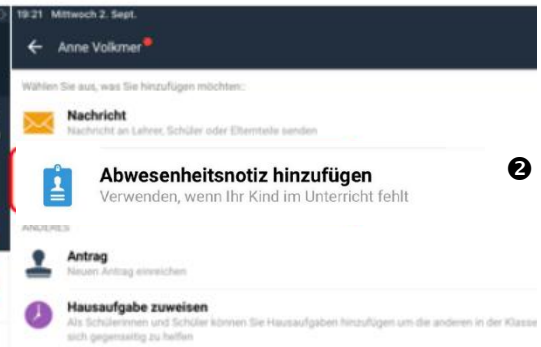 19:21 Mittwoch 2. Sept.
← Anne Volkmer
Wählen Sie aus, was Sie hinzufügen möchten:
Nachricht
Nachricht an Lehrer, Schüler oder Elternteile senden
Abwesenheitsnotiz hinzufügen
❷
Verwenden, wenn Ihr Kind im Unterricht fehlt
ANDERES
Antrag
Neuen Antrag einreichen
Hausaufgabe zuweisen
Als Schülerinnen und Schüler können Sie Hausaufgaben hinzufügen um die anderen in der Klasse
sich gegenseitig zu helfen